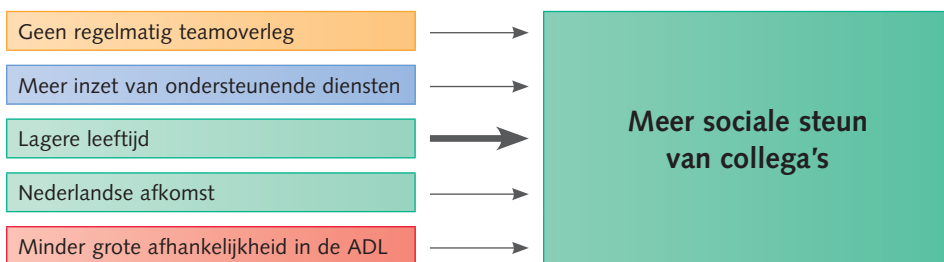 Geen regelmatig teamoverleg
Meer inzet van ondersteunende diensten
Lagere leeftijd
Nederlandse afkomst
Minder grote afhankelijkheid in de ADL
Meer sociale steun
van collega's